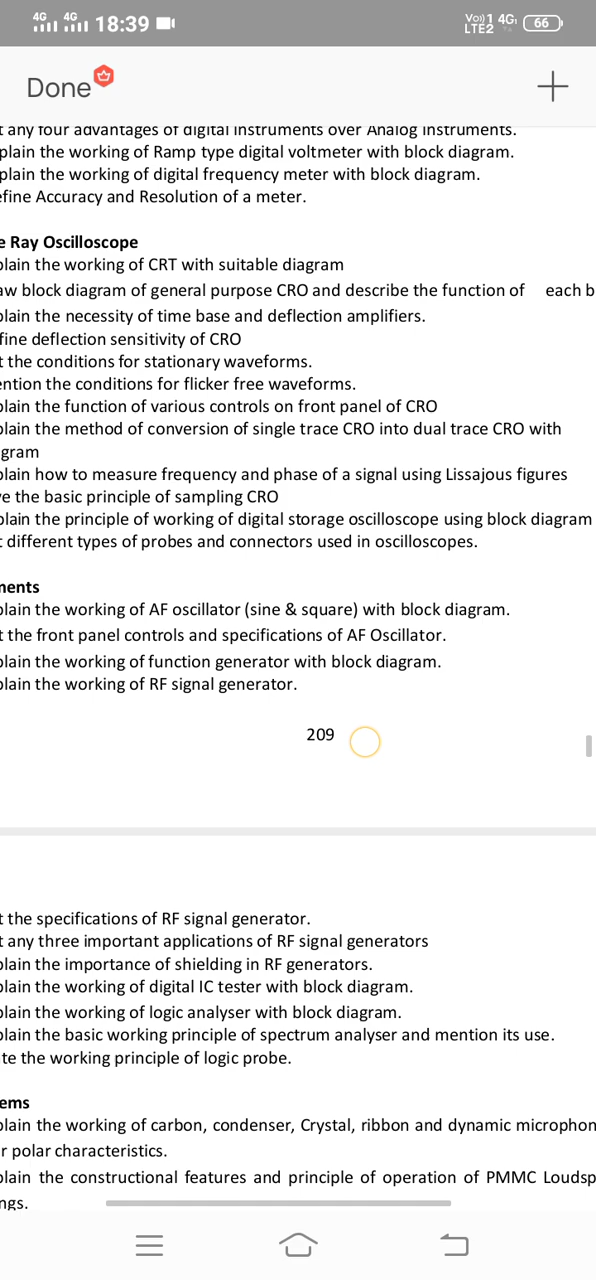 4G 4G 18:39 Vo)) 1 4G 66
LTE2
Done
t any four advantages of digital instruments over Analog instruments.
plain the working of Ramp type digital voltmeter with block diagram.
plain the working of digital frequency meter with block diagram.
efine Accuracy and Resolution of a meter.
e Ray Oscilloscope
plain the working of CRT with suitable diagram
aw block diagram of general purpose CRO and describe the function of each b
plain the necessity of time base and deflection amplifiers.
fine deflection sensitivity of CRO
t the conditions for stationary waveforms.
ention the conditions for flicker free waveforms.
plain the function of various controls on front panel of CRO
plain the method of conversion of single trace CRO into dual trace CRO with
gram
plain how to measure frequency and phase of a signal using Lissajous figures
ve the basic principle of sampling CRO
plain the principle of working of digital storage oscilloscope using block diagram
t different types of probes and connectors used in oscilloscopes.
ments
plain the working of AF oscillator (sine & square) with block diagram.
t the front panel controls and specifications of AF Oscillator.
plain the working of function generator with block diagram.
plain the working of RF signal generator.
209
t the specifications of RF signal generator.
t any three important applications of RF signal generators
plain the importance of shielding in RF generators.
plain the working of digital IC tester with block diagram.
plain the working of logic analyser with block diagram.
plain the basic working principle of spectrum analyser and mention its use.
te the working principle of logic probe.
ems
plain the working of carbon, condenser, Crystal, ribbon and dynamic microphon
r polar characteristics.
plain the constructional features and principle of operation of PMMC Loudsp
ngs.